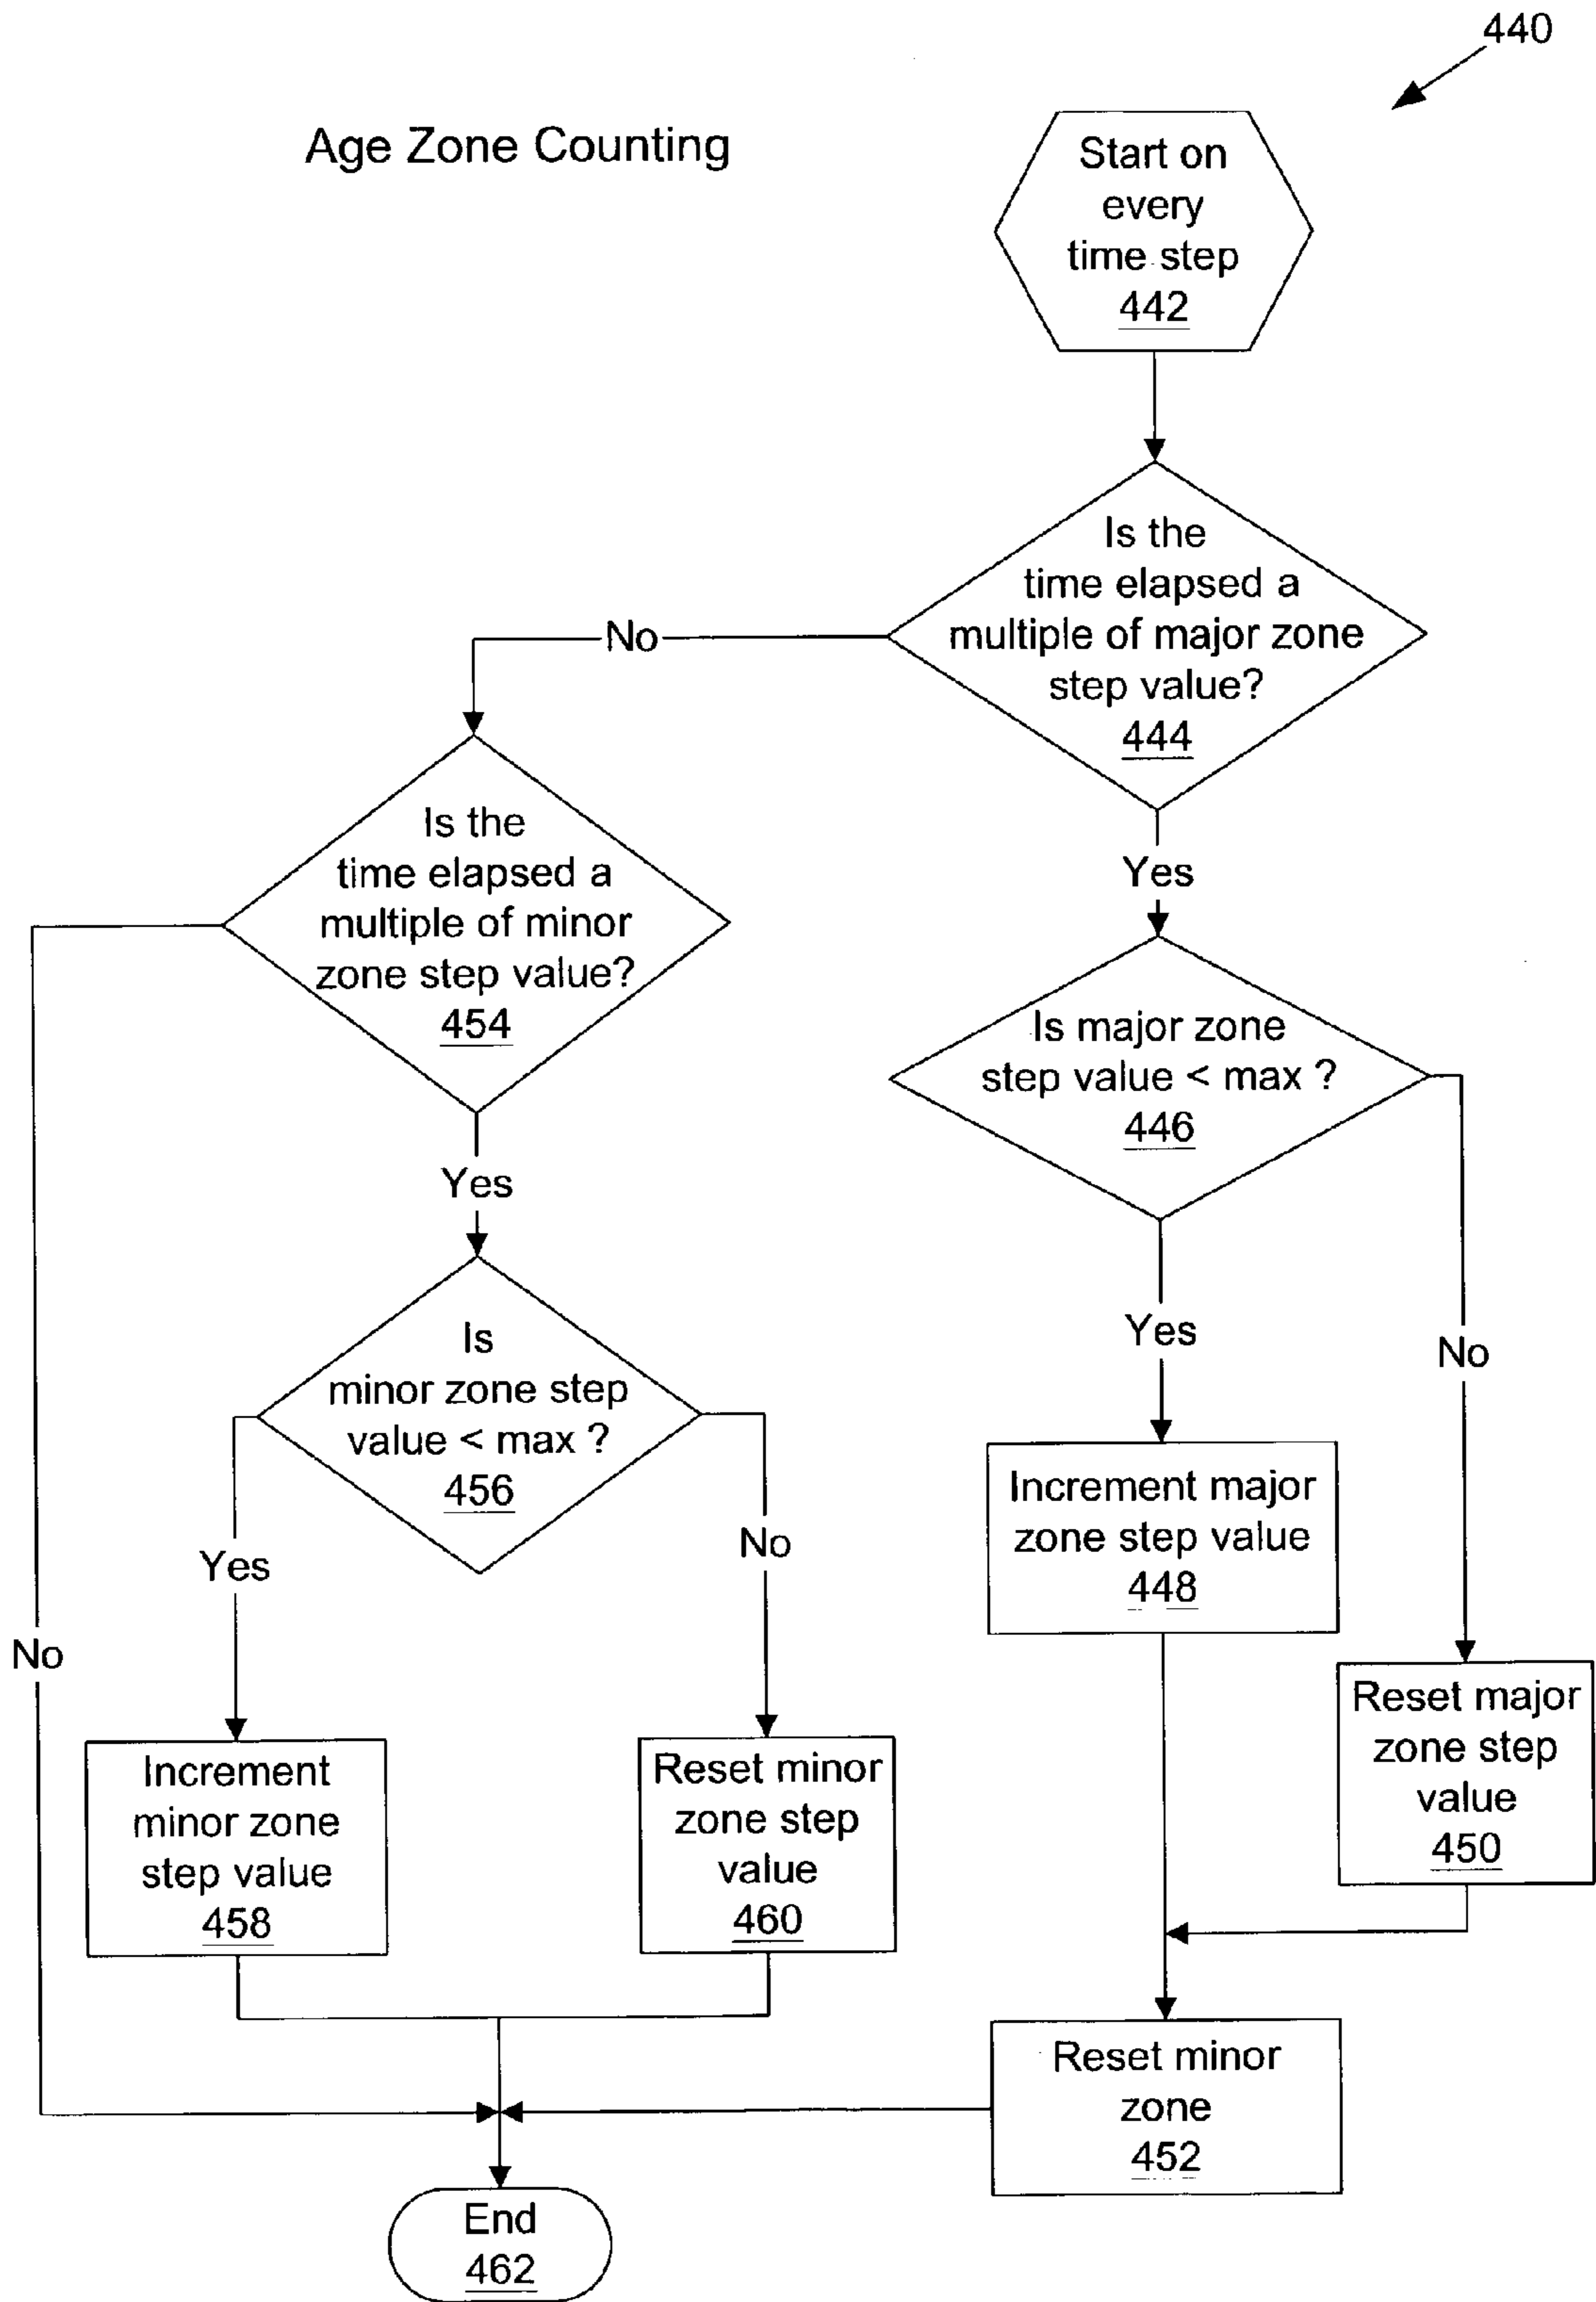 440
Age Zone Counting
Start on
every
time step
442
Is the
time elapsed a
multiple of major zone
step value?
444
No
Yes
Is the
time elapsed a
multiple of minor
zone step value?
454
Is major zone
step value < max ?
446
Yes
Yes
No
Is
minor zone step
value < max ?
456
Yes
No
No
Increment major
zone step value
448
Reset major
zone step
value
450
Increment
minor zone
step value
458
Reset minor
zone step
value
460
Reset minor
zone
452
End
462